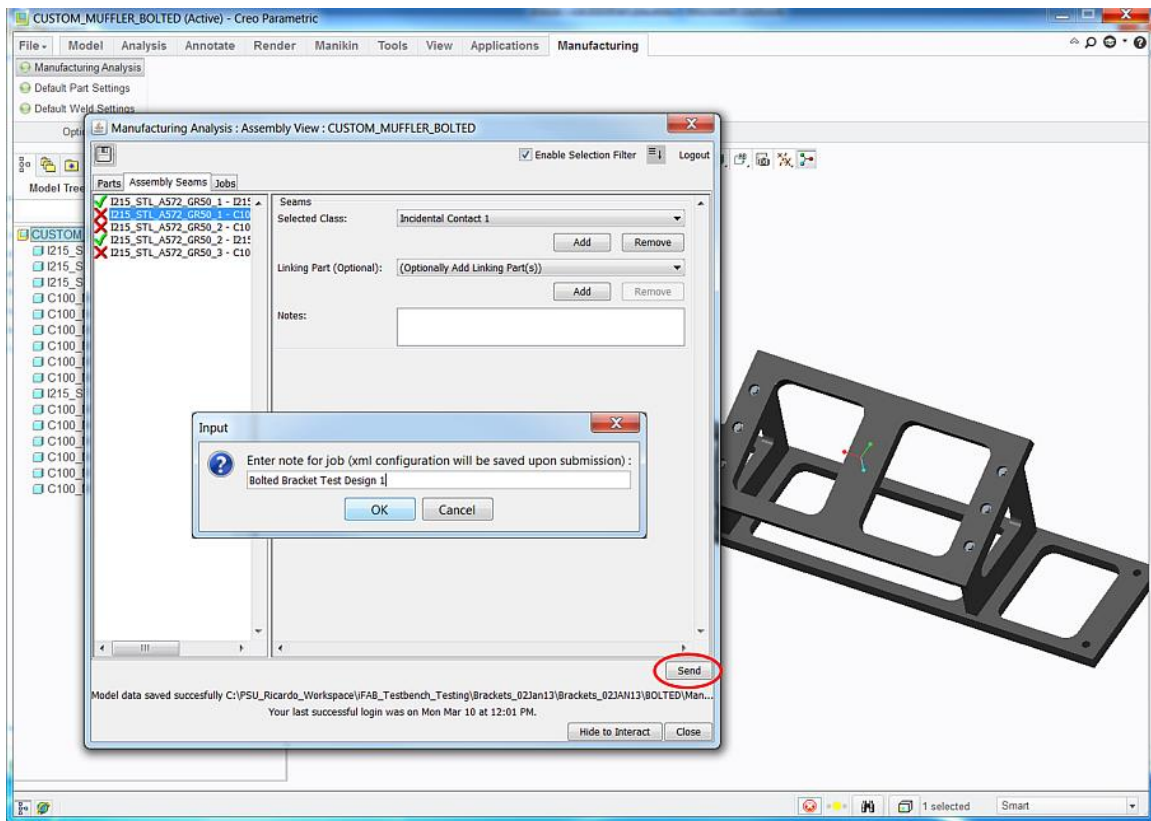 CUSTOM_MUFFLER_BOLTED (Active) - Creo Parametric
File Model Analysis Annotate Render Manikin Tools View Applications Manufacturing
Manufacturing Analysis
Default Part Settings
Default Weld Settings
Manufacturing Analysis : Assembly View : CUSTOM_MUFFLER_BOLTED
Enable Selection Filter Logout
Model Tree
Parts Assembly Seams Jobs
I215_STL_A572_GR50_1 - I215
I215_STL_A572_GR50_1 - C10
I215_STL_A572_GR50_2 - C10
I215_STL_A572_GR50_2 - I215
I215_STL_A572_GR50_3 - C10
Seams
Selected Class: Incidental Contact 1
Add Remove
Linking Part (Optional): (Optionally Add Linking Part(s))
Add Remove
Notes:
CUSTOM
I215_S
I215_S
I215_S
C100_
C100_
C100_
C100_
C100_
C100_
I215_S
C100_
C100_
C100_
C100_
C100_
C100_
Input
Enter note for job (xml configuration will be saved upon submission) :
Bolted Bracket Test Design 1
OK Cancel
Send
Model data saved succesfully C:\PSU_Ricardo_Workspace\iFAB_Testbench_Testing\Brackets_02Jan13\Brackets_02JAN13\BOLTED\Man...
Your last successful login was on Mon Mar 10 at 12:01 PM.
Hide to Interact Close
1 selected Smart